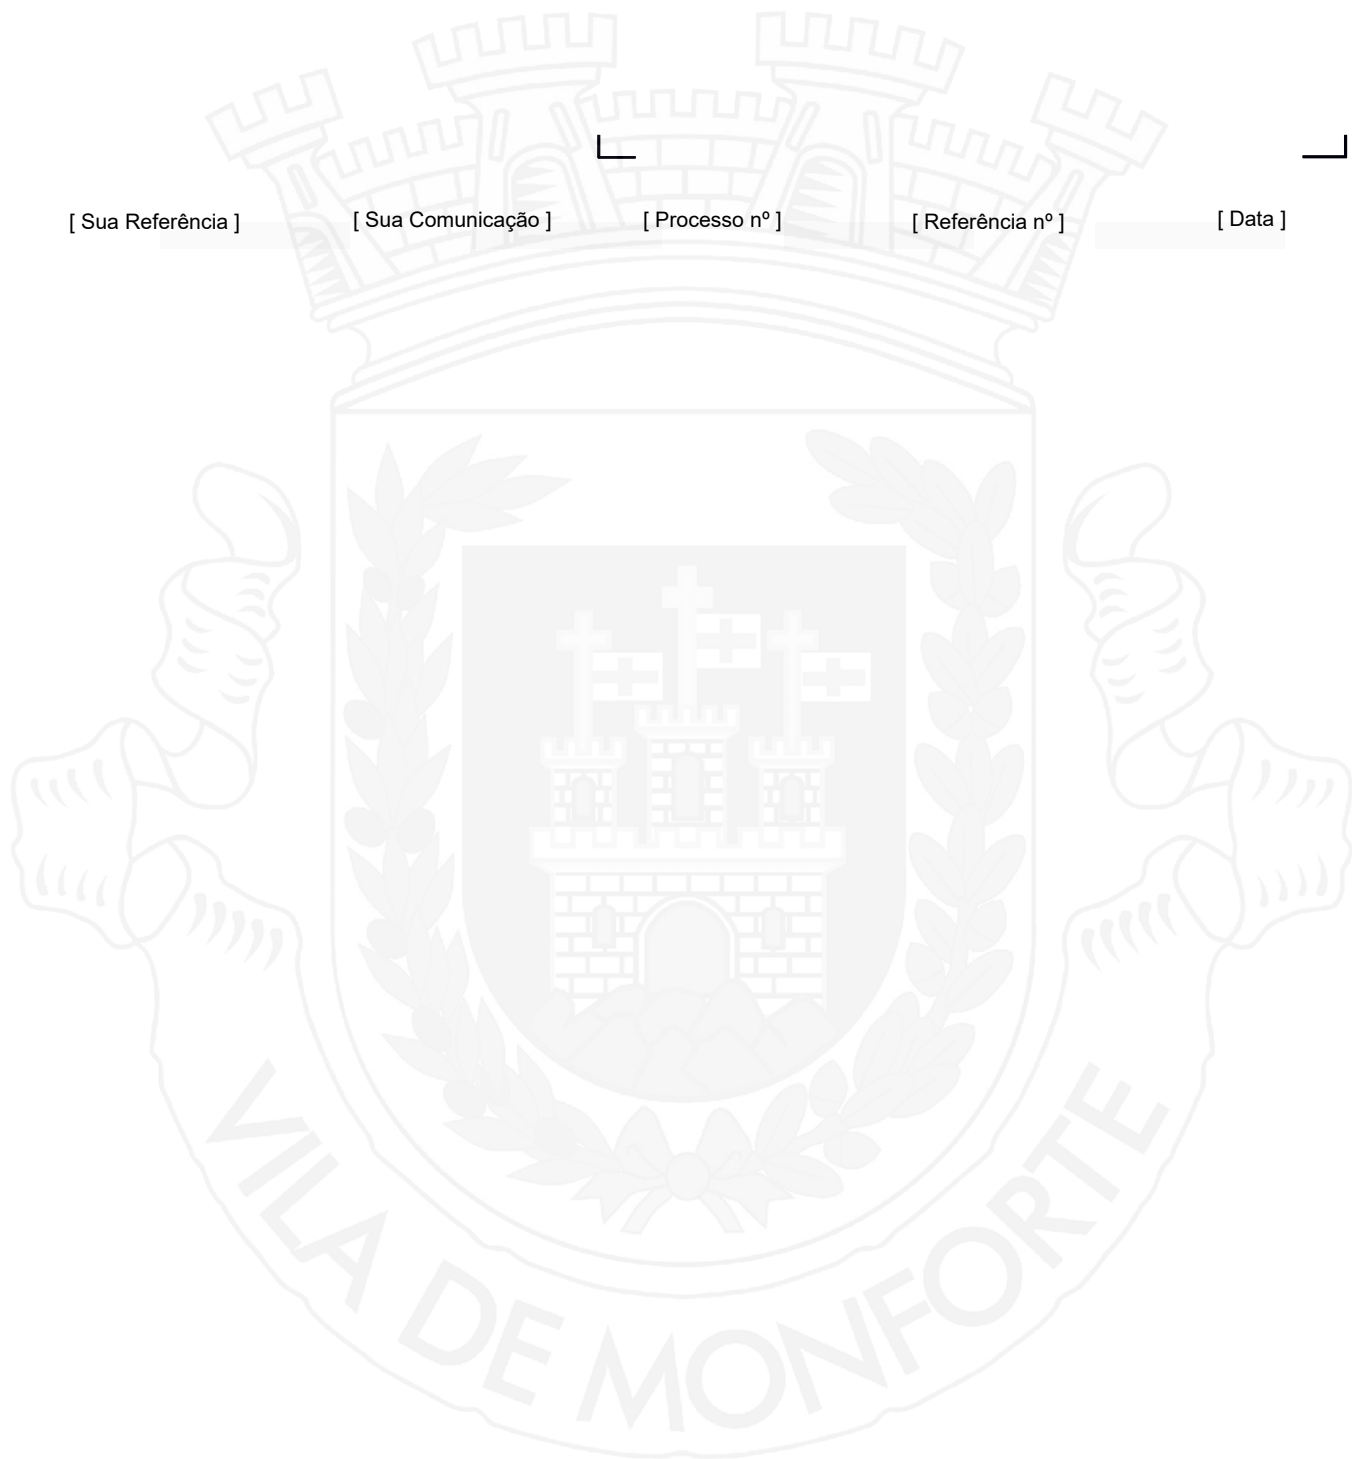 [ Sua Referência ] [ Sua Comunicação ] [ Processo nº ] [ Referência nº ] [ Data ]
VILA DE MONFORTE